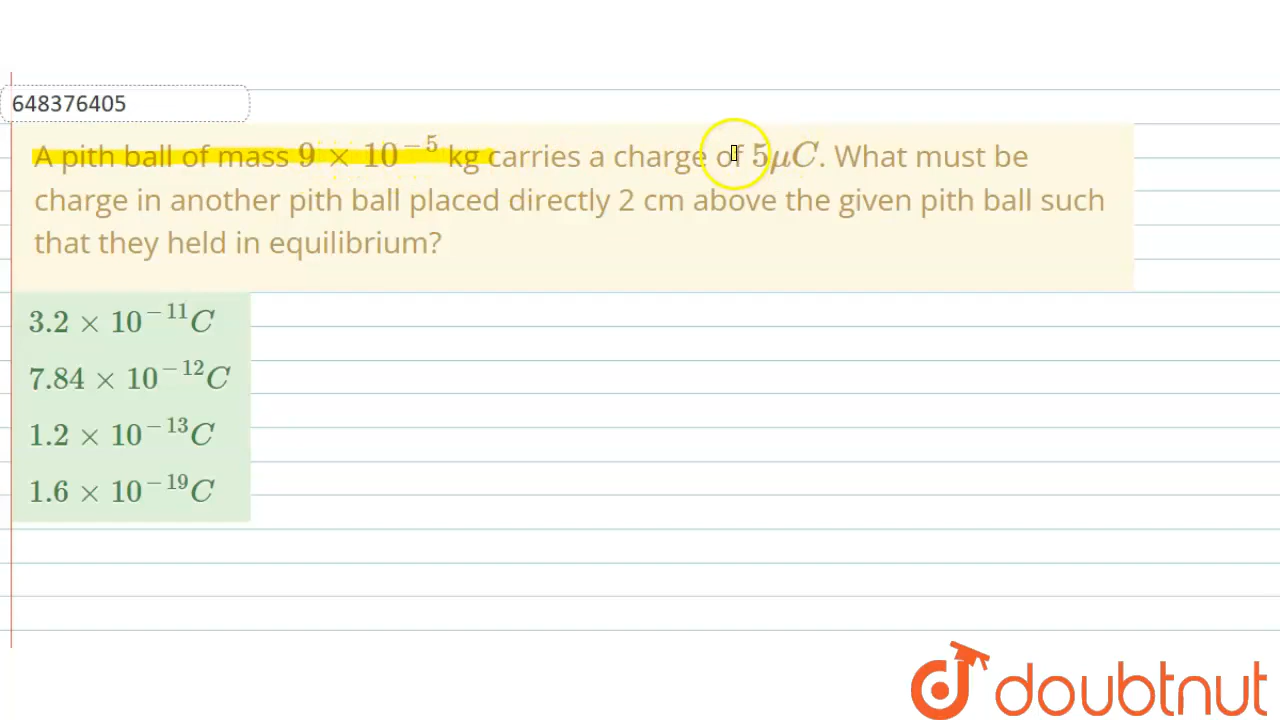 648376405
A pith ball of mass 9 × 10⁻⁵ kg carries a charge of 5μC. What must be
charge in another pith ball placed directly 2 cm above the given pith ball such
that they held in equilibrium?
3.2 × 10⁻¹¹C
7.84 × 10⁻¹²C
1.2 × 10⁻¹³C
1.6 × 10⁻¹⁹C
doubtnut